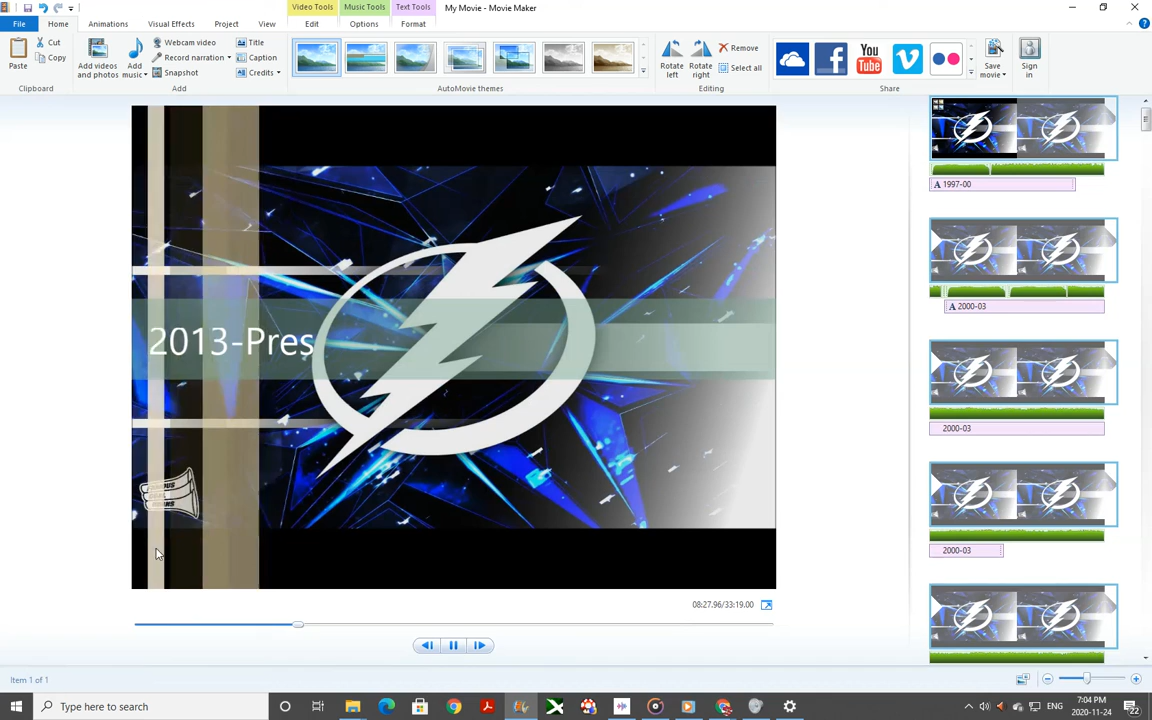 Video Tools Music Tools Text Tools My Movie - Movie Maker
File Home Animations Visual Effects Project View Edit Options Format
Paste
Cut
Copy
Clipboard
Add videos and photos
Add music
Webcam video
Record narration
Snapshot
Title
Caption
Credits
Add
AutoMovie themes
Remove
Rotate left
Rotate right
Select all
Editing
You Tube
Share
Save movie
Sign in
1997-00
2000-03
2000-03
2000-03
2013-Pres
08:27.96/33:19.00
Item 1 of 1
Type here to search
ENG
7:04 PM
2020-11-24
22